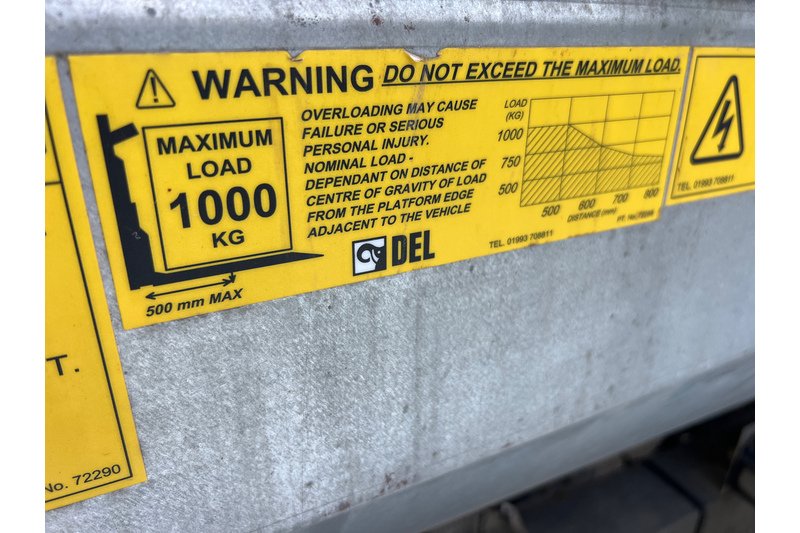 WARNING DO NOT EXCEED THE MAXIMUM LOAD.
MAXIMUM
LOAD
1000
KG
500 mm MAX
OVERLOADING MAY CAUSE
FAILURE OR SERIOUS
PERSONAL INJURY.
NOMINAL LOAD -
DEPENDANT ON DISTANCE OF
CENTRE OF GRAVITY OF LOAD
FROM THE PLATFORM EDGE
ADJACENT TO THE VEHICLE
DEL
TEL. 01993 708811
LOAD
(KG)
1000
750
500
500 600 700 800
DISTANCE (MM)
PT. No.
TEL. 01993 708811
T.
No. 72290